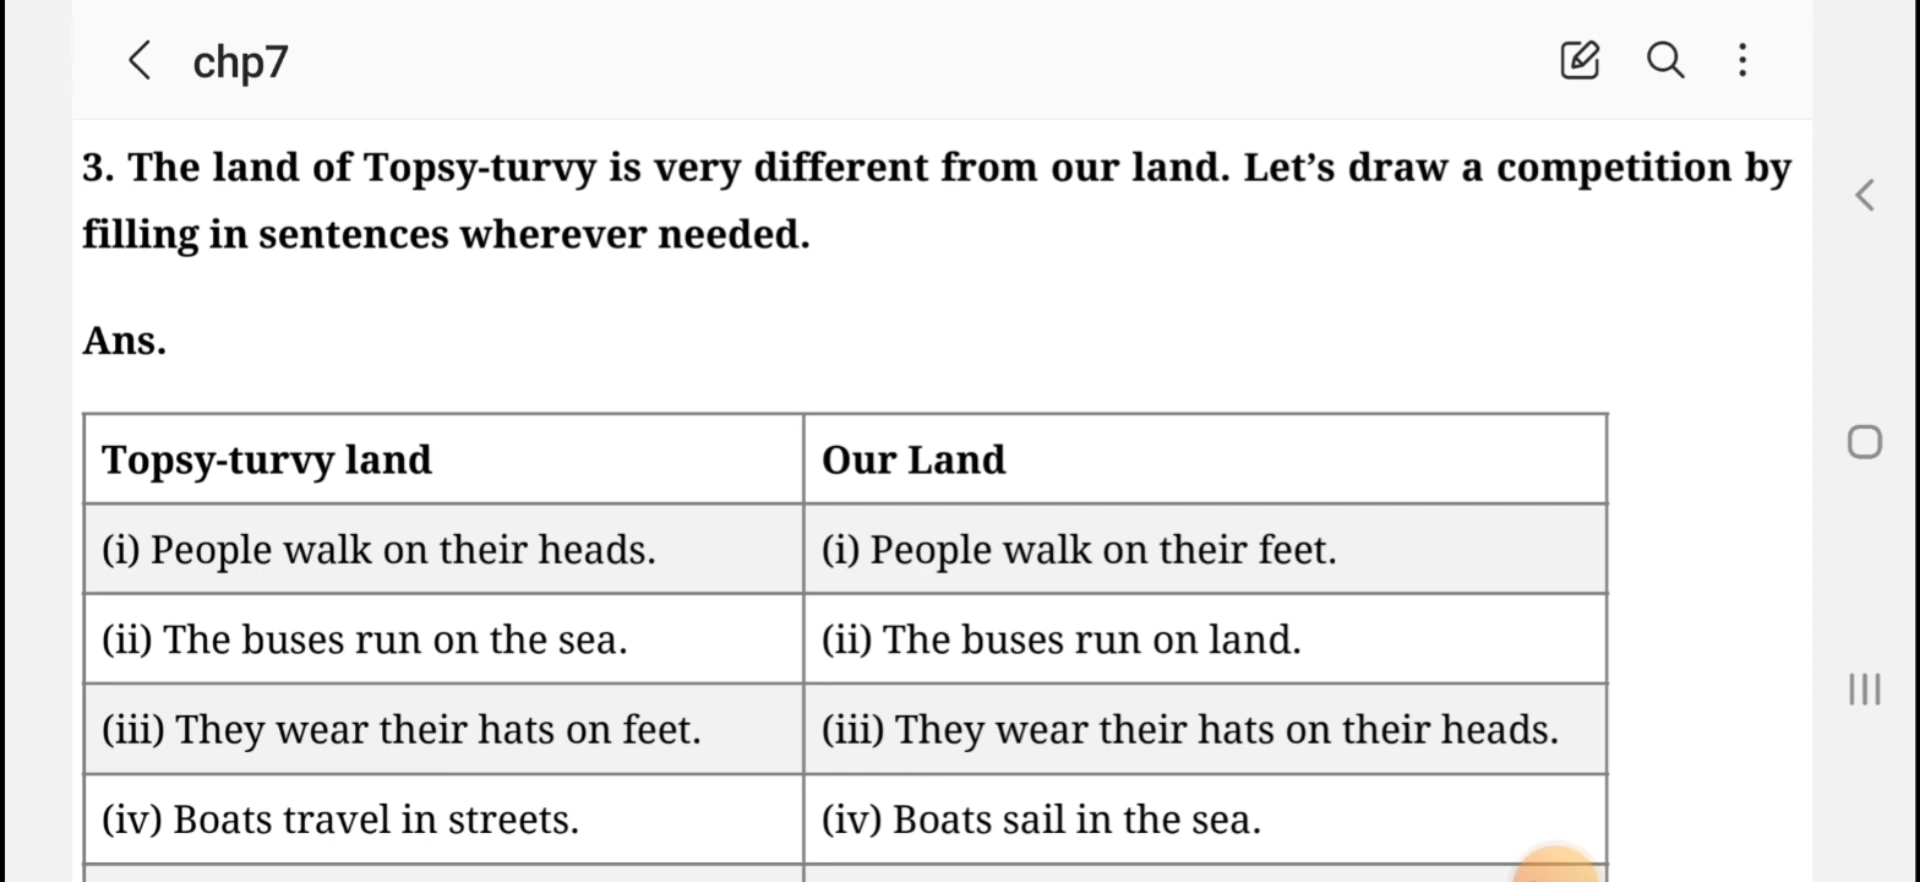 chp7
3. The land of Topsy-turvy is very different from our land. Let’s draw a competition by
filling in sentences wherever needed.
Ans.
Topsy-turvy land
Our Land
(i) People walk on their heads.
(i) People walk on their feet.
(ii) The buses run on the sea.
(ii) The buses run on land.
(iii) They wear their hats on feet.
(iii) They wear their hats on their heads.
(iv) Boats travel in streets.
(iv) Boats sail in the sea.